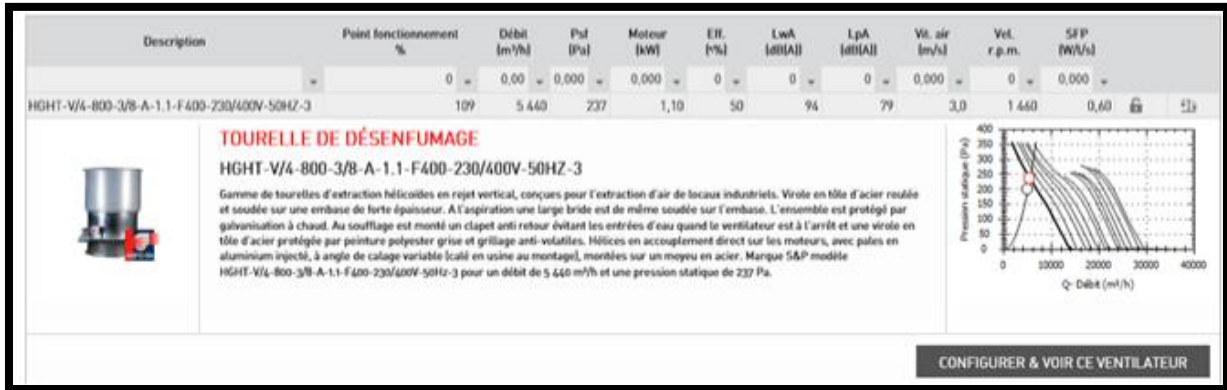 Description Point fonctionnement Débit Psf Moteur Eff. LwA LpA Vit. air Vel. SFP
% (m³/h) (Pa) (kW) (%) (dB(A)) (dB(A)) (m/s) r.p.m. (W/l/s)
0 0,00 0,000 0,000 0 0 0 0,000 0 0,000
HGHT-V/4-800-3/8-A-1.1-F400-230/400V-50HZ-3 109 5 440 237 1,10 50 94 79 3,0 1 460 0,60
TOURELLE DE DÉSENFUMAGE
HGHT-V/4-800-3/8-A-1.1-F400-230/400V-50HZ-3
Gamme de tourelles d'extraction hélicoïdes en rejet vertical, conçues pour l'extraction d'air de locaux industriels. Virole en tôle d'acier roulée
et soudée sur une embase de forte épaisseur. A l'aspiration une large bride est de même soudée sur l'embase. L'ensemble est protégé par
galvanisation à chaud. Au soufflage est monté un clapet anti retour évitant les entrées d'eau quand le ventilateur est à l'arrêt et une virole en
tôle d'acier protégée par peinture polyester grise et grillage anti-volatiles. Hélices en accouplement direct sur les moteurs, avec pales en
aluminium injecté, à angle de calage variable (calé en usine au montage), montées sur un moyeu en acier. Marque S&P modèle
HGHT-V/4-800-3/8-A-1.1-F400-230/400V-50Hz-3 pour un débit de 5 440 m³/h et une pression statique de 237 Pa.
Pression statique (Pa)
400
350
300
250
200
150
100
50
0
0 10000 20000 30000 40000
Q- Débit (m³/h)
CONFIGURER & VOIR CE VENTILATEUR